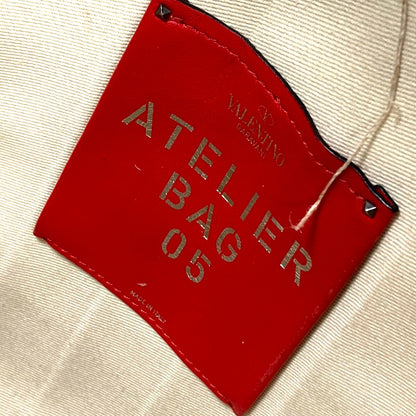 VALENTINO
GARAVANI
ATELIER
BAG
05
MADE IN ITALY